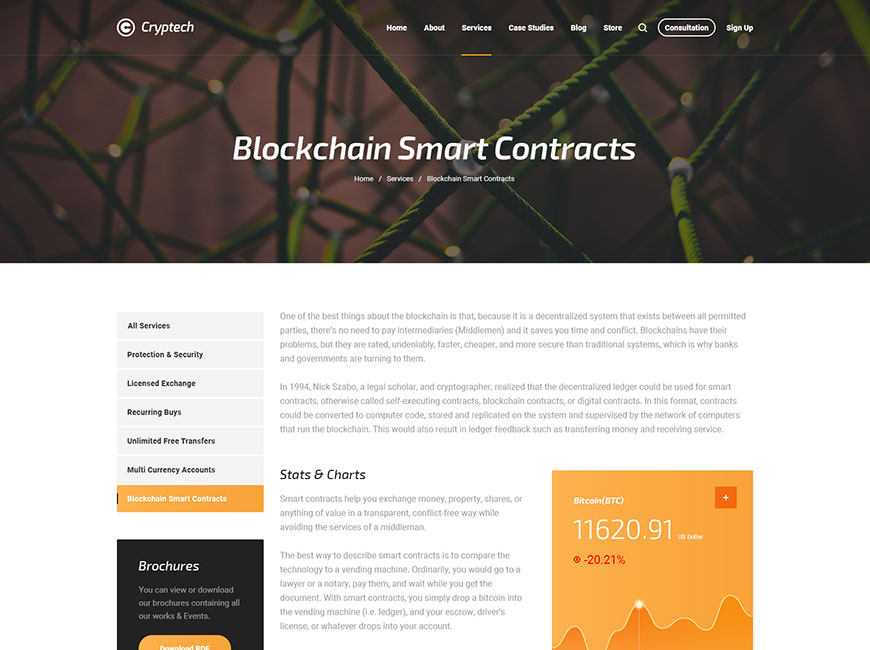 Cryptech
Home About Services Case Studies Blog Store Consultation Sign Up
Blockchain Smart Contracts
Home / Services / Blockchain Smart Contracts
All Services
Protection & Security
Licensed Exchange
Recurring Buys
Unlimited Free Transfers
Multi Currency Accounts
Blockchain Smart Contracts
Brochures
You can view or download
our brochures containing all
our works & Events.
Download PDF
One of the best things about the blockchain is that, because it is a decentralized system that exists between all permitted
parties, there's no need to pay intermediaries (Middlemen) and it saves you time and conflict. Blockchains have their
problems, but they are rated, undeniably, faster, cheaper, and more secure than traditional systems, which is why banks
and governments are turning to them.
In 1994, Nick Szabo, a legal scholar, and cryptographer, realized that the decentralized ledger could be used for smart
contracts, otherwise called self-executing contracts, blockchain contracts, or digital contracts. In this format, contracts
could be converted to computer code, stored and replicated on the system and supervised by the network of computers
that run the blockchain. This would also result in ledger feedback such as transferring money and receiving service.
Stats & Charts
Smart contracts help you exchange money, property, shares, or
anything of value in a transparent, conflict-free way while
avoiding the services of a middleman.
The best way to describe smart contracts is to compare the
technology to a vending machine. Ordinarily, you would go to a
lawyer or a notary, pay them, and wait while you get the
document. With smart contracts, you simply drop a bitcoin into
the vending machine (i.e. ledger), and your escrow, driver's
license, or whatever drops into your account.
Bitcoin(BTC)
+
11620.91 US Dollar
-20.21%